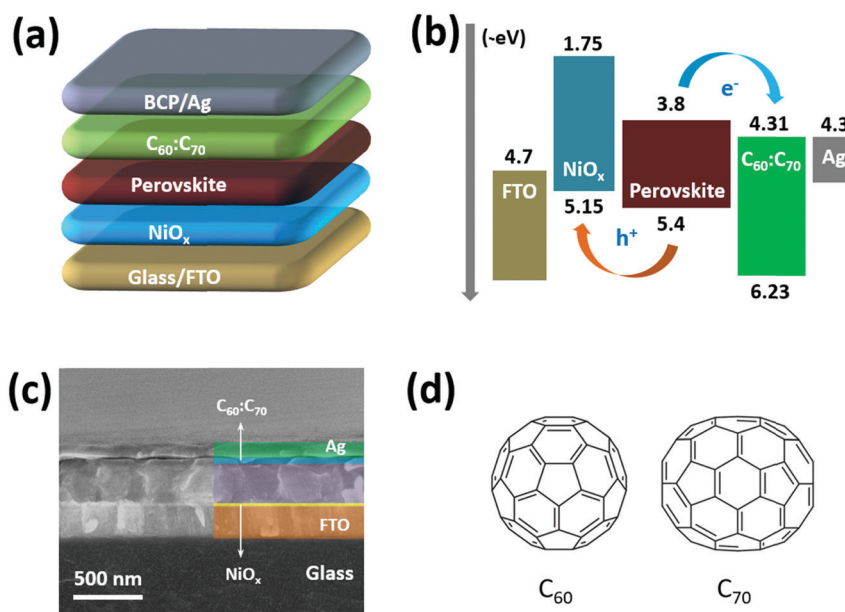 (a)
BCP/Ag
C₆₀:C₇₀
Perovskite
NiOₓ
Glass/FTO
(b)
(~eV)
1.75
3.8
e⁻
4.31
4.3
4.7
FTO
NiOₓ
Perovskite
C₆₀:C₇₀
Ag
5.15
5.4
h⁺
6.23
(c)
C₆₀:C₇₀
Ag
FTO
NiOₓ
Glass
500 nm
(d)
C₆₀
C₇₀